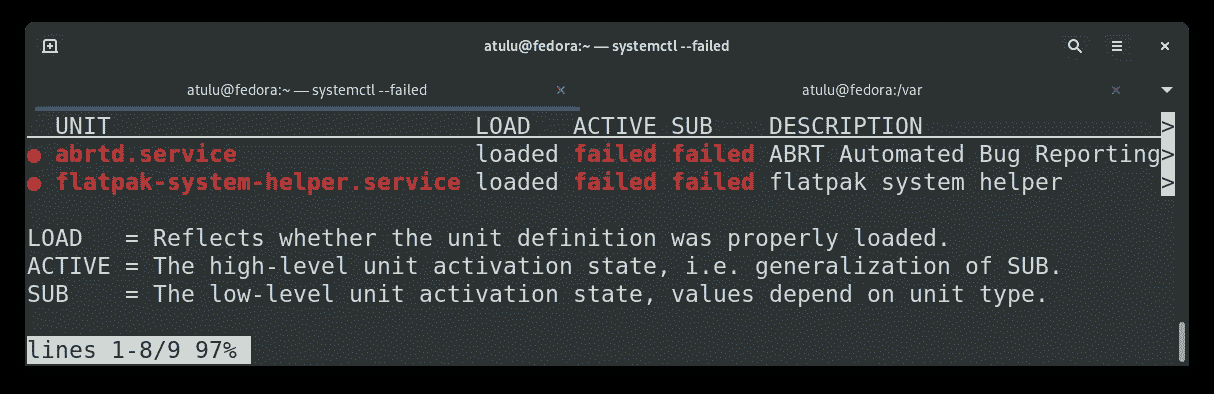 atulu@fedora:~ — systemctl --failed
atulu@fedora:~ — systemctl --failed × atulu@fedora:/var ×
UNIT LOAD ACTIVE SUB DESCRIPTION >
● abrtd.service loaded failed failed ABRT Automated Bug Reporting>
● flatpak-system-helper.service loaded failed failed flatpak system helper >
LOAD = Reflects whether the unit definition was properly loaded.
ACTIVE = The high-level unit activation state, i.e. generalization of SUB.
SUB = The low-level unit activation state, values depend on unit type.
lines 1-8/9 97%